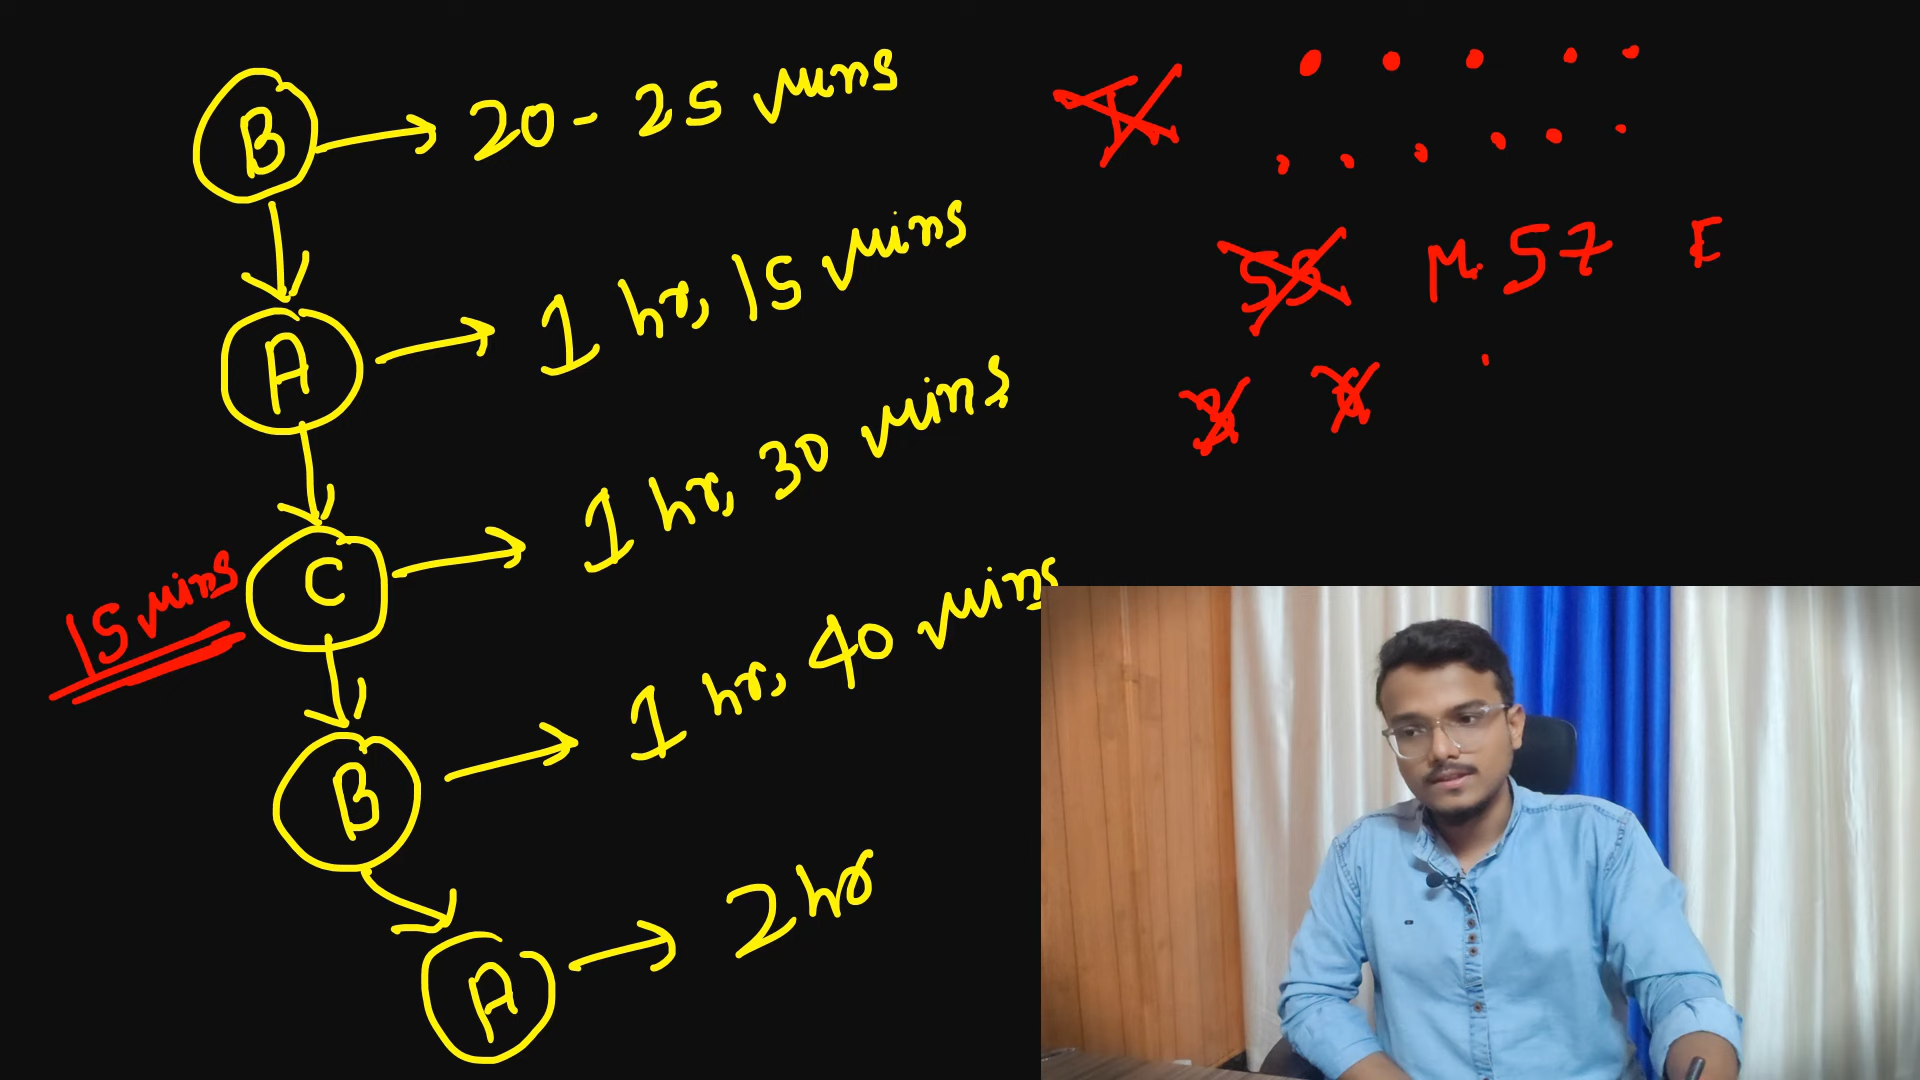 B → 20 - 25 mins
A → 1 hr, 15 mins
C → 1 hr, 30 mins
15 mins
B → 1 hr, 40 mins
A → 2 hr
M. 57 E